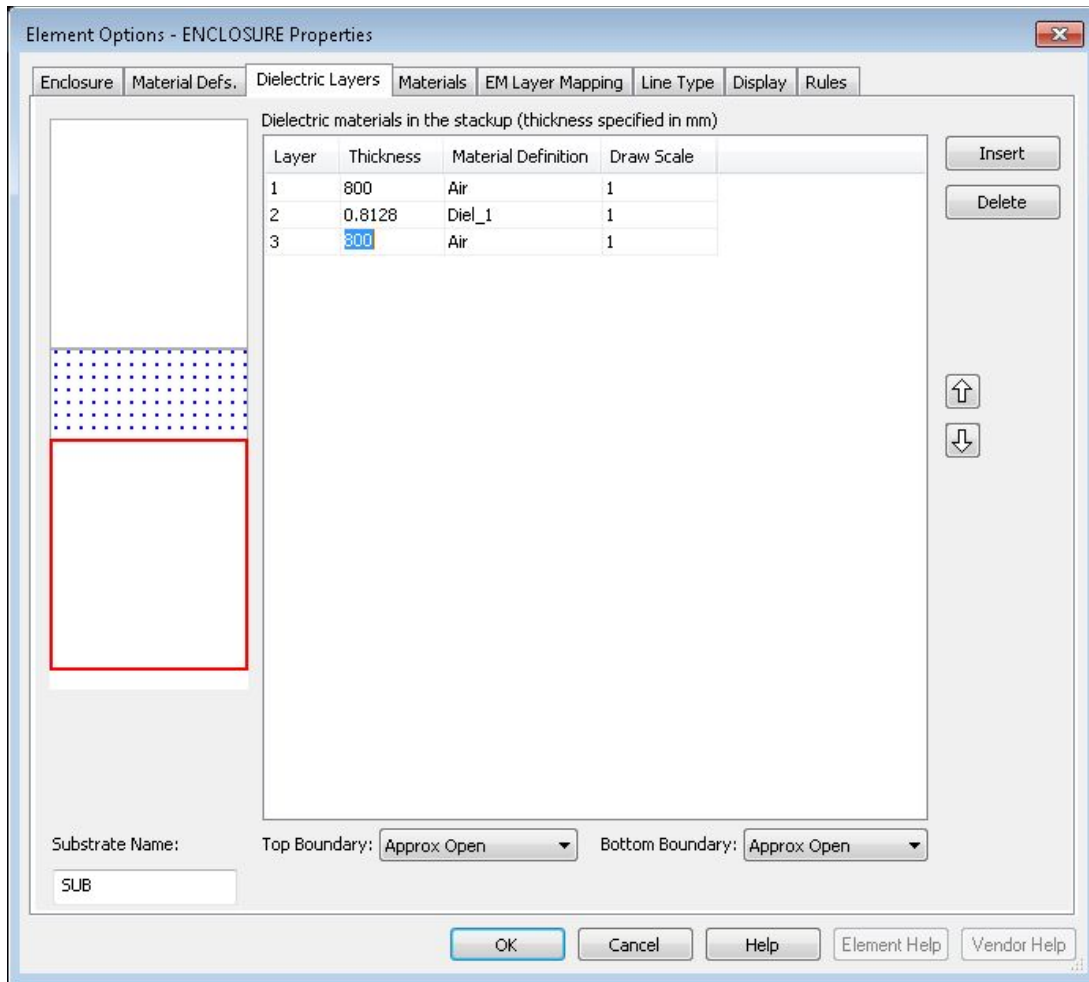 Element Options - ENCLOSURE Properties
Enclosure Material Defs. Dielectric Layers Materials EM Layer Mapping Line Type Display Rules
Dielectric materials in the stackup (thickness specified in mm)
Layer Thickness Material Definition Draw Scale
1 800 Air 1
2 0.8128 Diel_1 1
3 800 Air 1
Insert
Delete
Substrate Name:
SUB
Top Boundary: Approx Open Bottom Boundary: Approx Open
OK Cancel Help Element Help Vendor Help